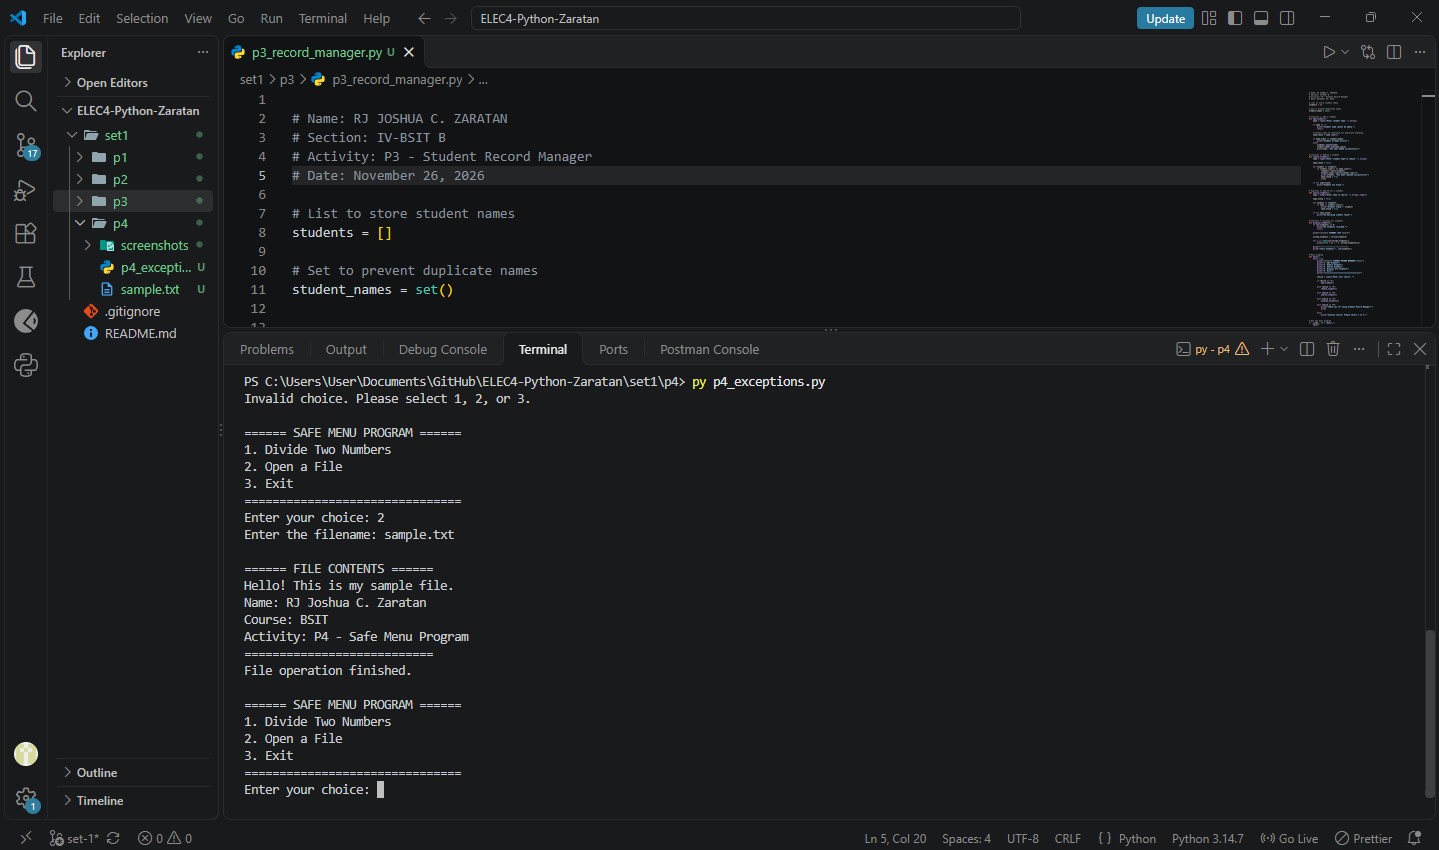 File Edit Selection View Go Run Terminal Help
ELEC4-Python-Zaratan
Update
Explorer
Open Editors
ELEC4-Python-Zaratan
set1
p1
p2
p3
p4
screenshots
p4_excepti... U
sample.txt U
.gitignore
README.md
Outline
Timeline
17
1
p3_record_manager.py U
set1 > p3 > p3_record_manager.py > ...
1
2 # Name: RJ JOSHUA C. ZARATAN
3 # Section: IV-BSIT B
4 # Activity: P3 - Student Record Manager
5 # Date: November 26, 2026
6
7 # List to store student names
8 students = []
9
10 # Set to prevent duplicate names
11 student_names = set()
12
Problems Output Debug Console Terminal Ports Postman Console
py - p4
PS C:\Users\User\Documents\GitHub\ELEC4-Python-Zaratan\set1\p4> py p4_exceptions.py
Invalid choice. Please select 1, 2, or 3.
====== SAFE MENU PROGRAM ======
1. Divide Two Numbers
2. Open a File
3. Exit
===============================
Enter your choice: 2
Enter the filename: sample.txt
====== FILE CONTENTS ======
Hello! This is my sample file.
Name: RJ Joshua C. Zaratan
Course: BSIT
Activity: P4 - Safe Menu Program
===========================
File operation finished.
====== SAFE MENU PROGRAM ======
1. Divide Two Numbers
2. Open a File
3. Exit
===============================
Enter your choice:
set-1* 0 0 Ln 5, Col 20 Spaces: 4 UTF-8 CRLF {} Python Python 3.14.7 Go Live Prettier